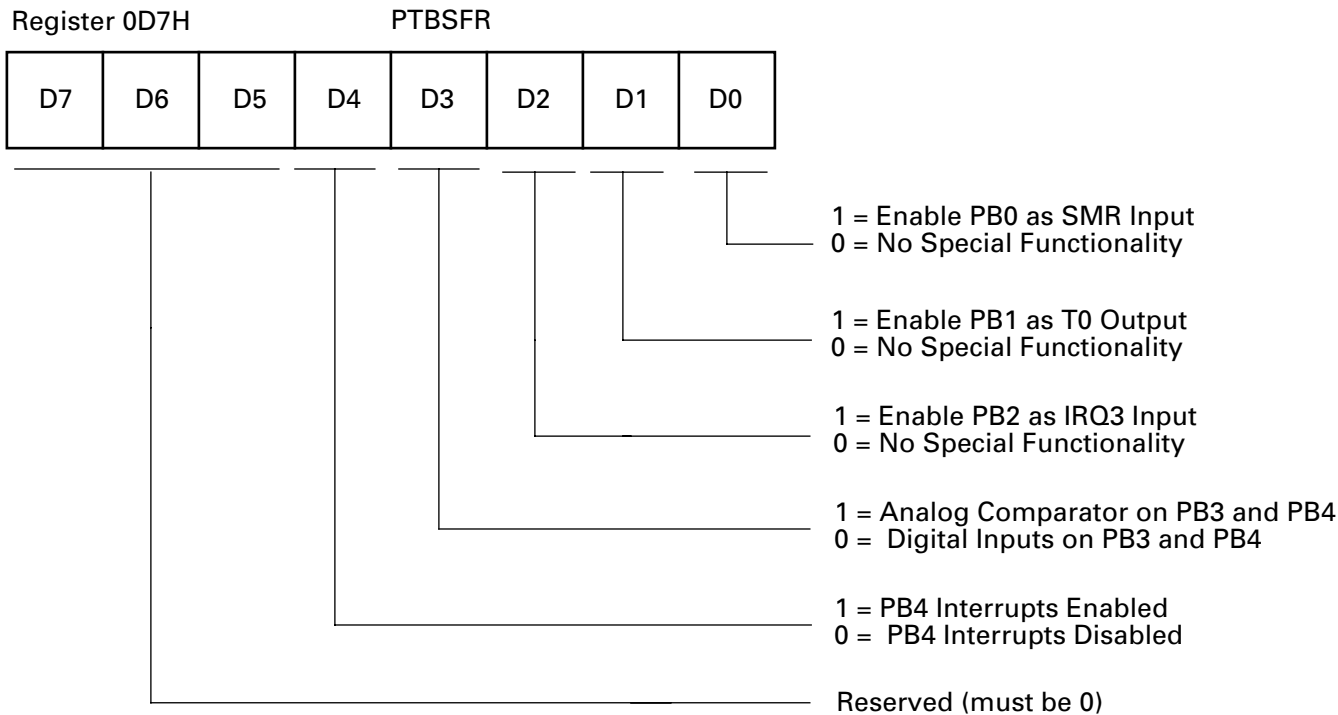 Register 0D7H PTBSFR
D7 D6 D5 D4 D3 D2 D1 D0
1 = Enable PB0 as SMR Input
0 = No Special Functionality
1 = Enable PB1 as T0 Output
0 = No Special Functionality
1 = Enable PB2 as IRQ3 Input
0 = No Special Functionality
1 = Analog Comparator on PB3 and PB4
0 = Digital Inputs on PB3 and PB4
1 = PB4 Interrupts Enabled
0 = PB4 Interrupts Disabled
Reserved (must be 0)